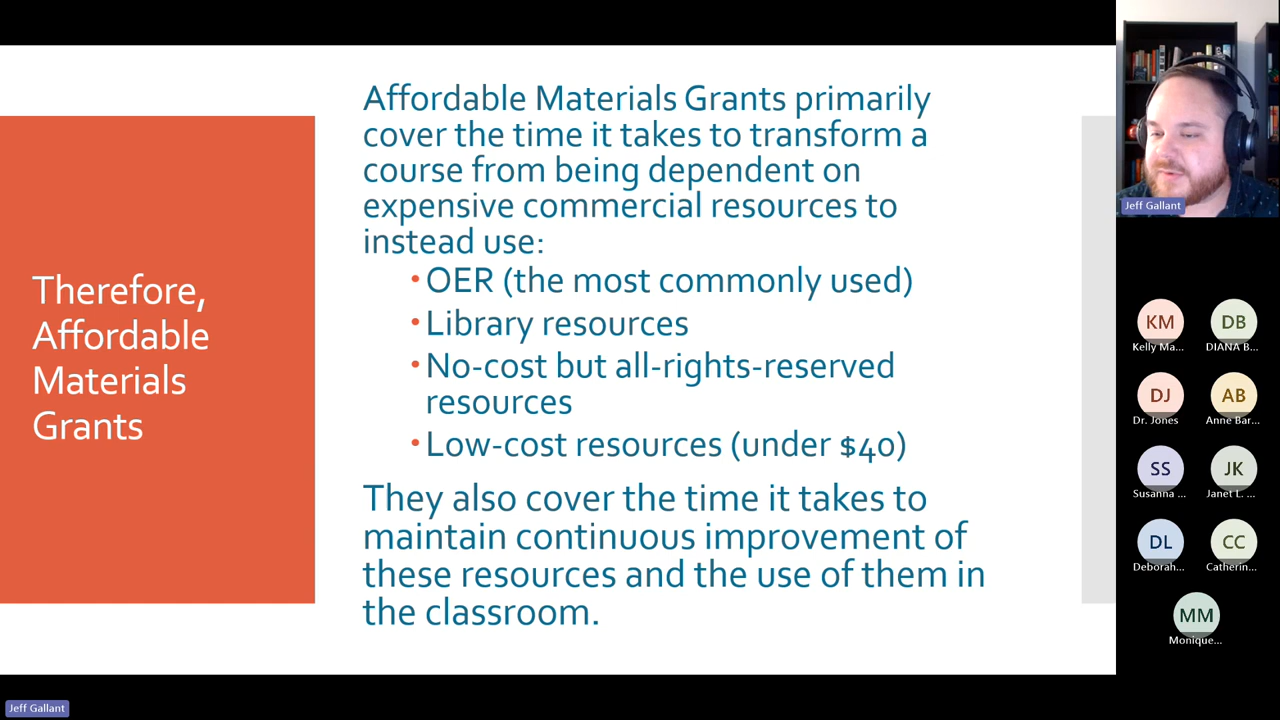 Therefore,
Affordable
Materials
Grants
Affordable Materials Grants primarily
cover the time it takes to transform a
course from being dependent on
expensive commercial resources to
instead use:
• OER (the most commonly used)
• Library resources
• No-cost but all-rights-reserved
resources
• Low-cost resources (under $40)
They also cover the time it takes to
maintain continuous improvement of
these resources and the use of them in
the classroom.
Jeff Gallant
KM
Kelly Ma...
DB
DIANA B...
DJ
Dr. Jones
AB
Anne Bar...
SS
Susanna ...
JK
Janet L. ...
DL
Deborah...
CC
Catherin...
MM
Monique...
Jeff Gallant